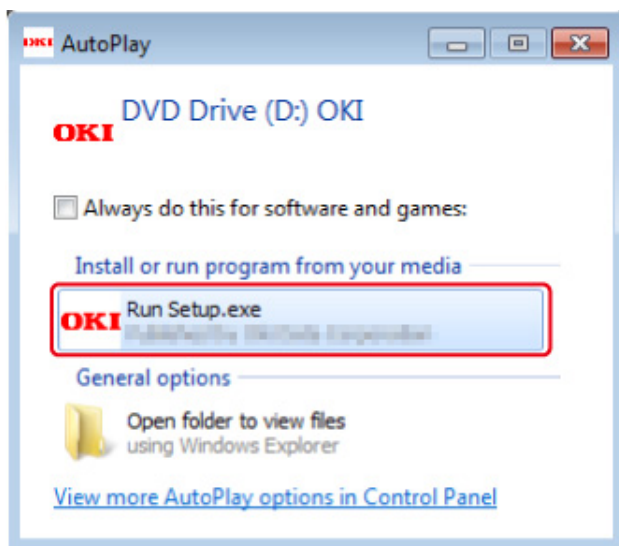 OKI AutoPlay
DVD Drive (D:) OKI
OKI
Always do this for software and games:
Install or run program from your media
OKI
Run Setup.exe
General options
Open folder to view files
using Windows Explorer
View more AutoPlay options in Control Panel